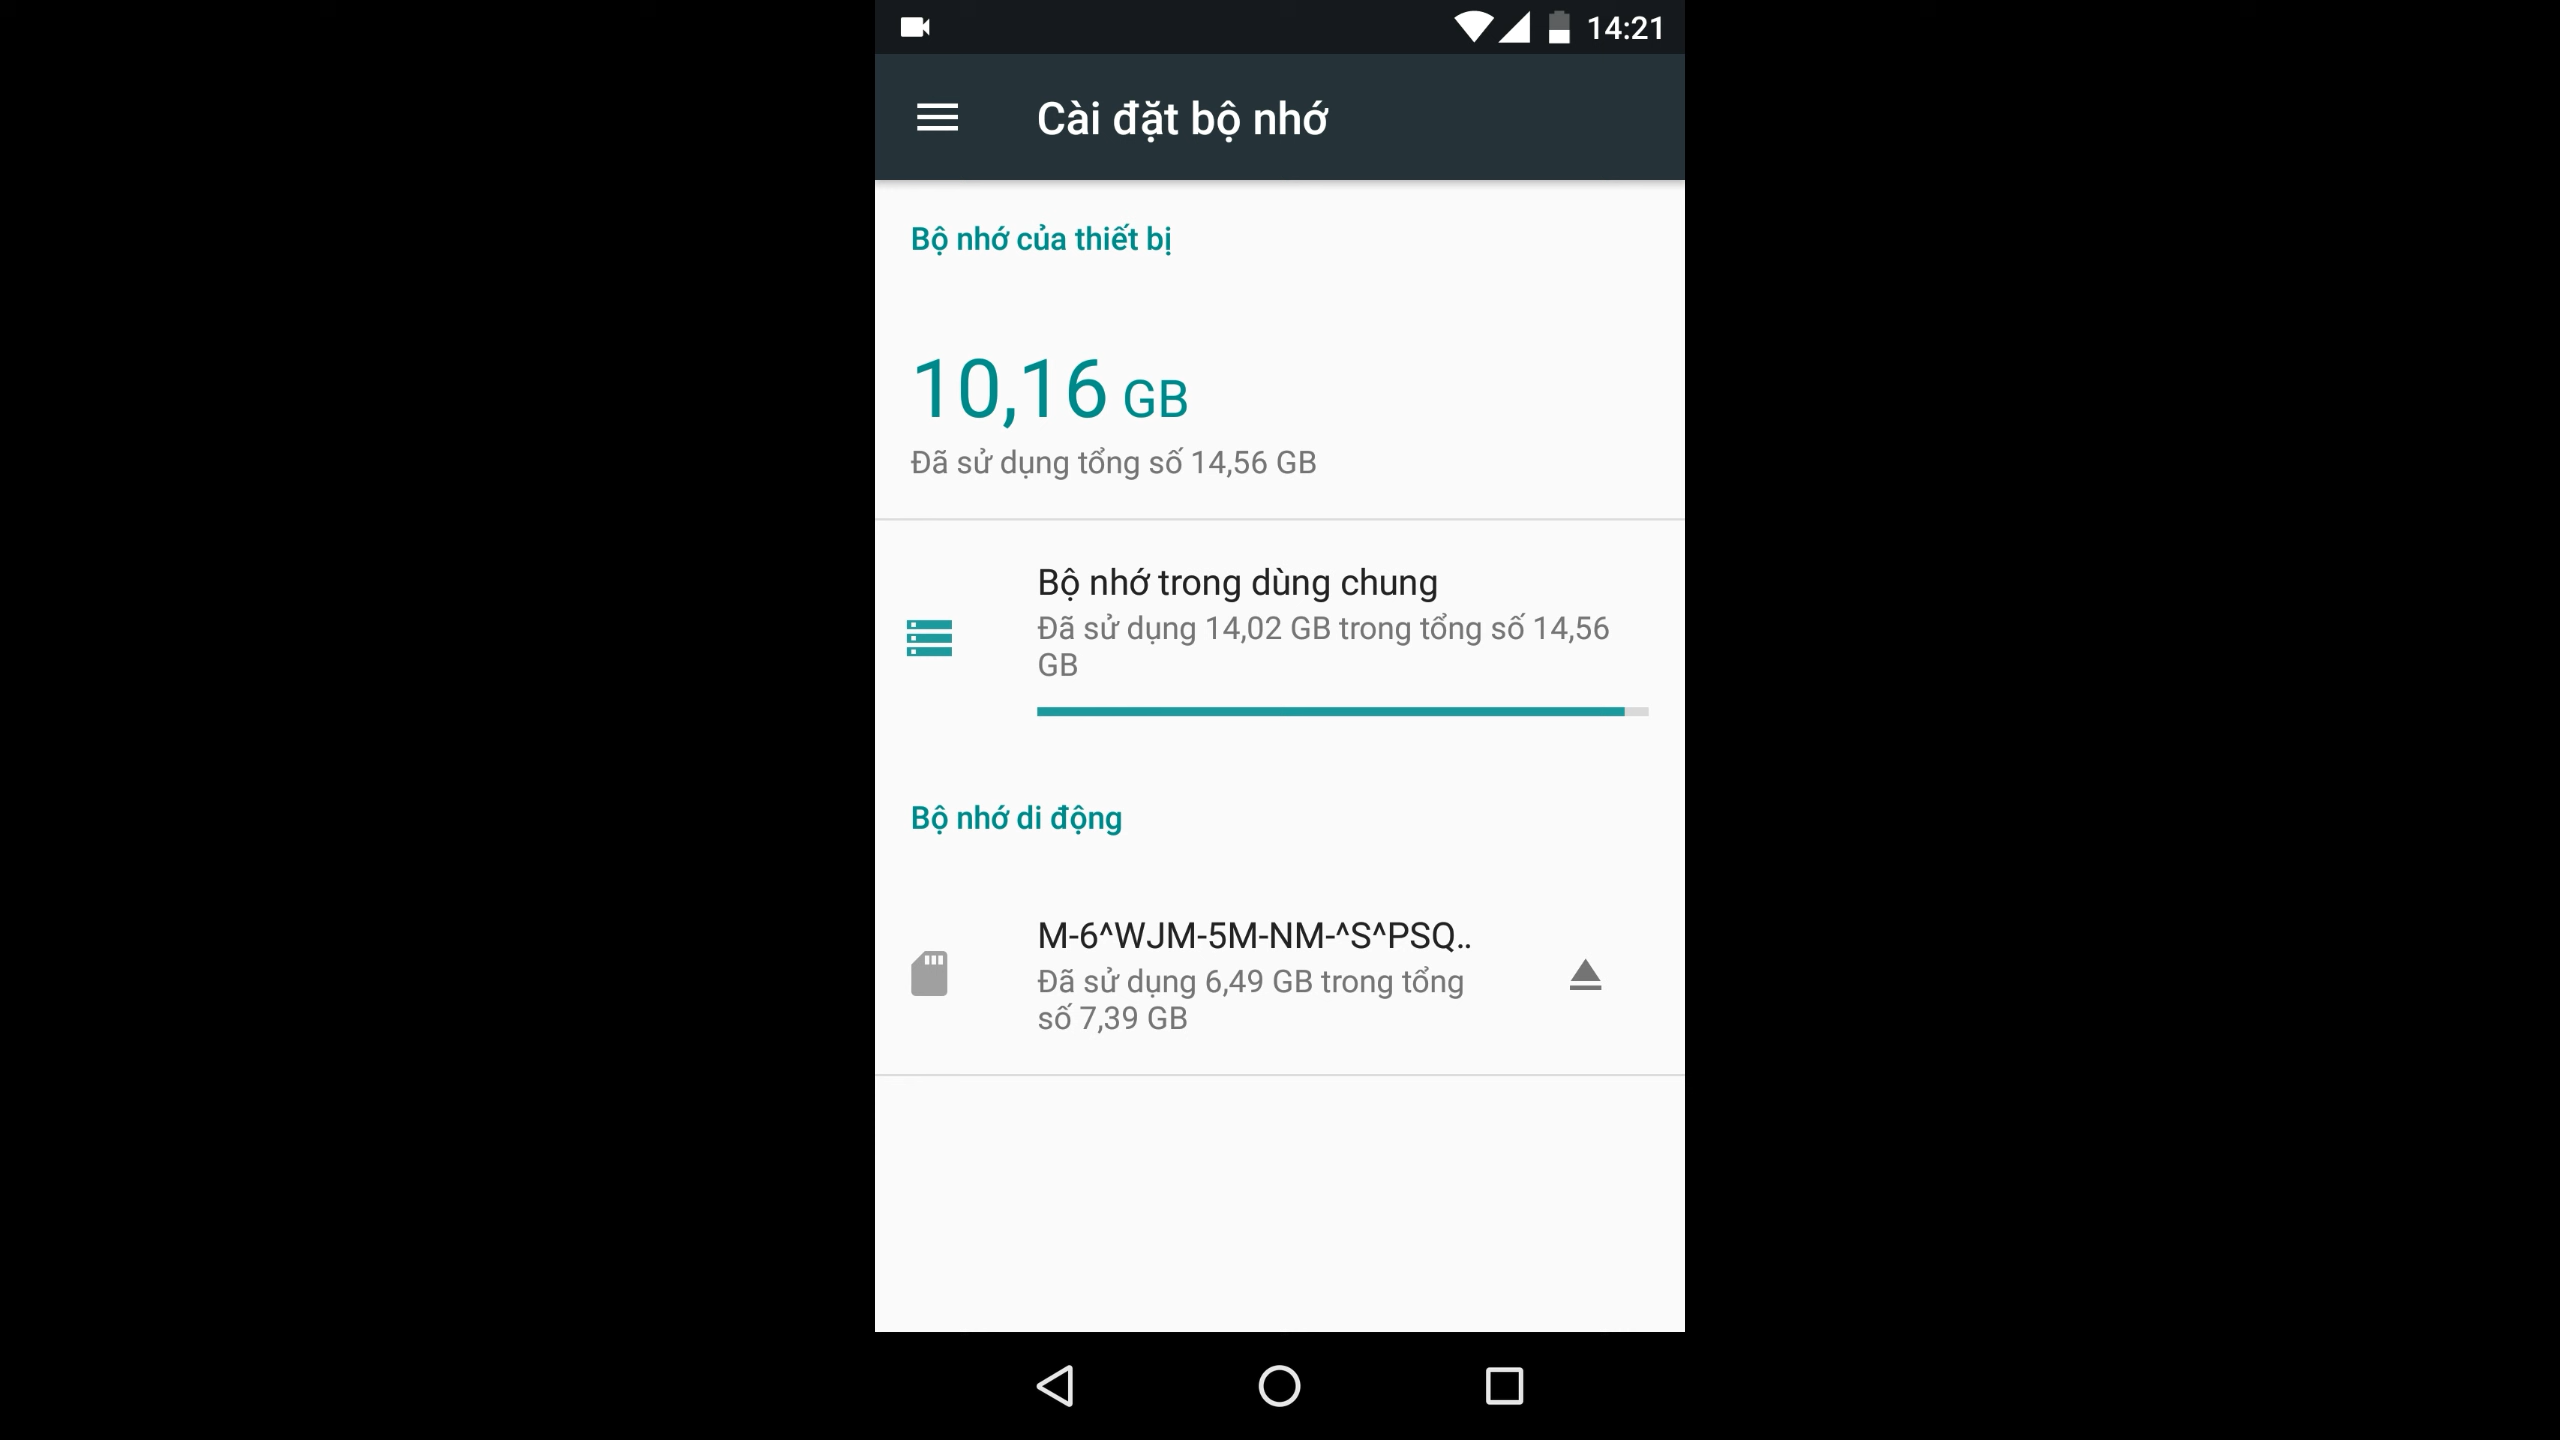 14:21
Cài đặt bộ nhớ
Bộ nhớ của thiết bị
10,16 GB
Đã sử dụng tổng số 14,56 GB
Bộ nhớ trong dùng chung
Đã sử dụng 14,02 GB trong tổng số 14,56
GB
Bộ nhớ di động
M-6^WJM-5M-NM-^S^PSQ..
Đã sử dụng 6,49 GB trong tổng
số 7,39 GB